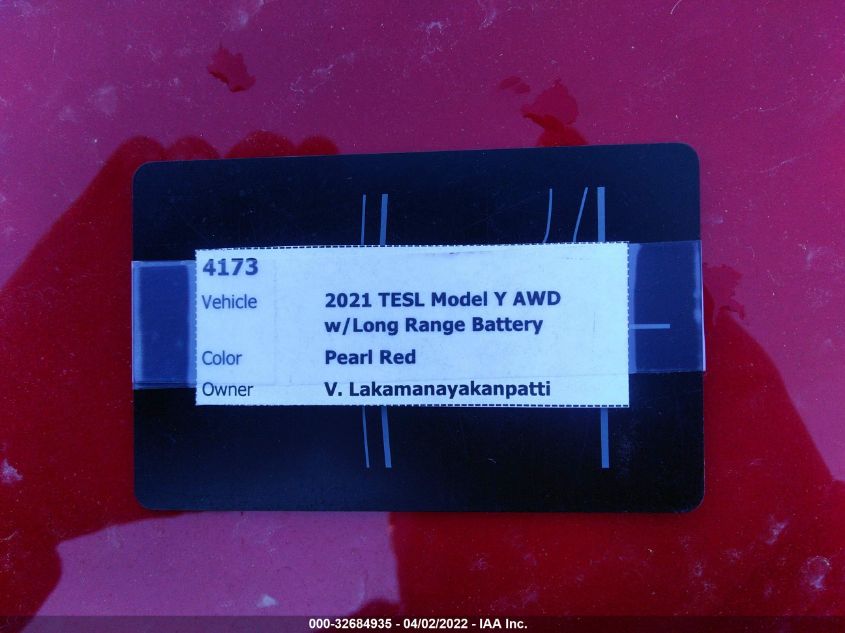 4173
Vehicle 2021 TESL Model Y AWD
w/Long Range Battery
Color Pearl Red
Owner V. Lakamanayakanpatti
000-32684935 - 04/02/2022 - IAA Inc.